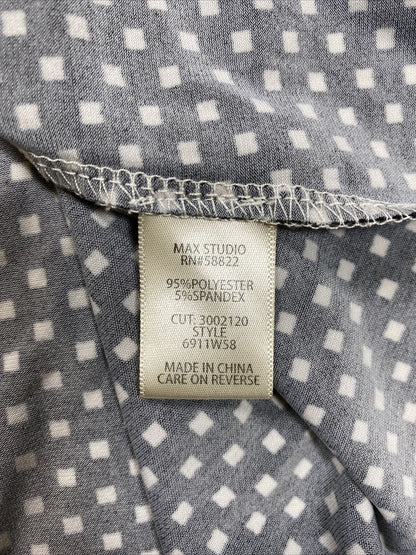 MAX STUDIO
RN#58822
95%POLYESTER
5%SPANDEX
CUT: 3002120
STYLE
6911W58
MADE IN CHINA
CARE ON REVERSE